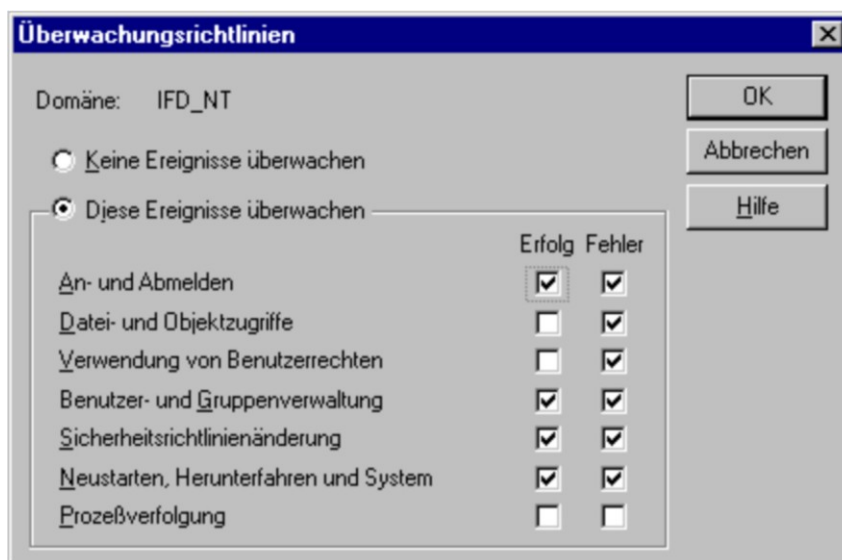 Überwachungsrichtlinien
Domäne: IFD_NT
OK
Keine Ereignisse überwachen
Abbrechen
Diese Ereignisse überwachen
Hilfe
Erfolg Fehler
An- und Abmelden
Datei- und Objektzugriffe
Verwendung von Benutzerrechten
Benutzer- und Gruppenverwaltung
Sicherheitsrichtlinienänderung
Neustarten, Herunterfahren und System
Prozeßverfolgung